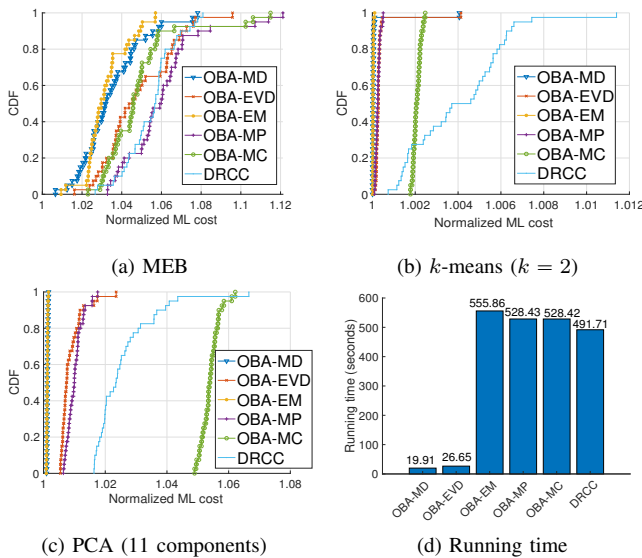 1
0.8
0.6
0.4
0.2
0
CDF
1
1.02
1.04
1.06
1.08
1.1
1.12
Normalized ML cost
OBA-MD
OBA-EVD
OBA-EM
OBA-MP
OBA-MC
DRCC
(a) MEB
1
0.8
0.6
0.4
0.2
0
CDF
1
1.002
1.004
1.006
1.008
1.01
1.012
Normalized ML cost
OBA-MD
OBA-EVD
OBA-EM
OBA-MP
OBA-MC
DRCC
(b) k-means (k = 2)
1
0.8
0.6
0.4
0.2
0
CDF
1
1.02
1.04
1.06
1.08
Normalized ML cost
OBA-MD
OBA-EVD
OBA-EM
OBA-MP
OBA-MC
DRCC
(c) PCA (11 components)
600
500
400
300
200
100
0
Running time (seconds)
19.91
26.65
555.86
528.43
528.42
491.71
OBA-MD
OBA-EVD
OBA-EM
OBA-MP
OBA-MC
DRCC
(d) Running time